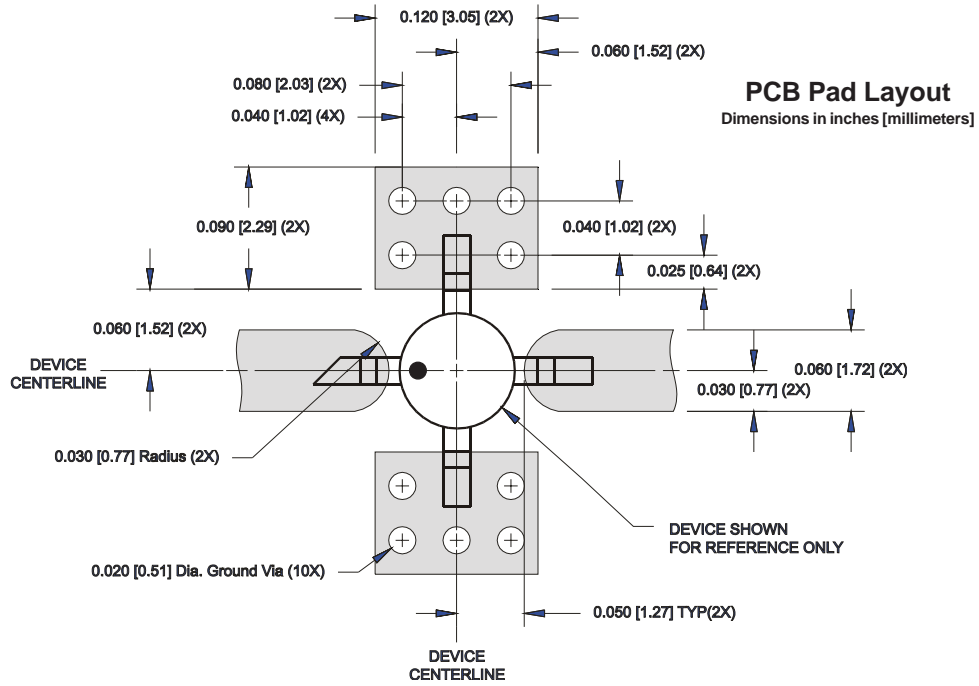 0.120 [3.05] (2X)
0.060 [1.52] (2X)
0.080 [2.03] (2X)
0.040 [1.02] (4X)
PCB Pad Layout
Dimensions in inches [millimeters]
0.090 [2.29] (2X)
0.040 [1.02] (2X)
0.025 [0.64] (2X)
0.060 [1.52] (2X)
DEVICE
CENTERLINE
0.060 [1.72] (2X)
0.030 [0.77] (2X)
0.030 [0.77] Radius (2X)
DEVICE SHOWN
FOR REFERENCE ONLY
0.020 [0.51] Dia. Ground Via (10X)
0.050 [1.27] TYP(2X)
DEVICE
CENTERLINE